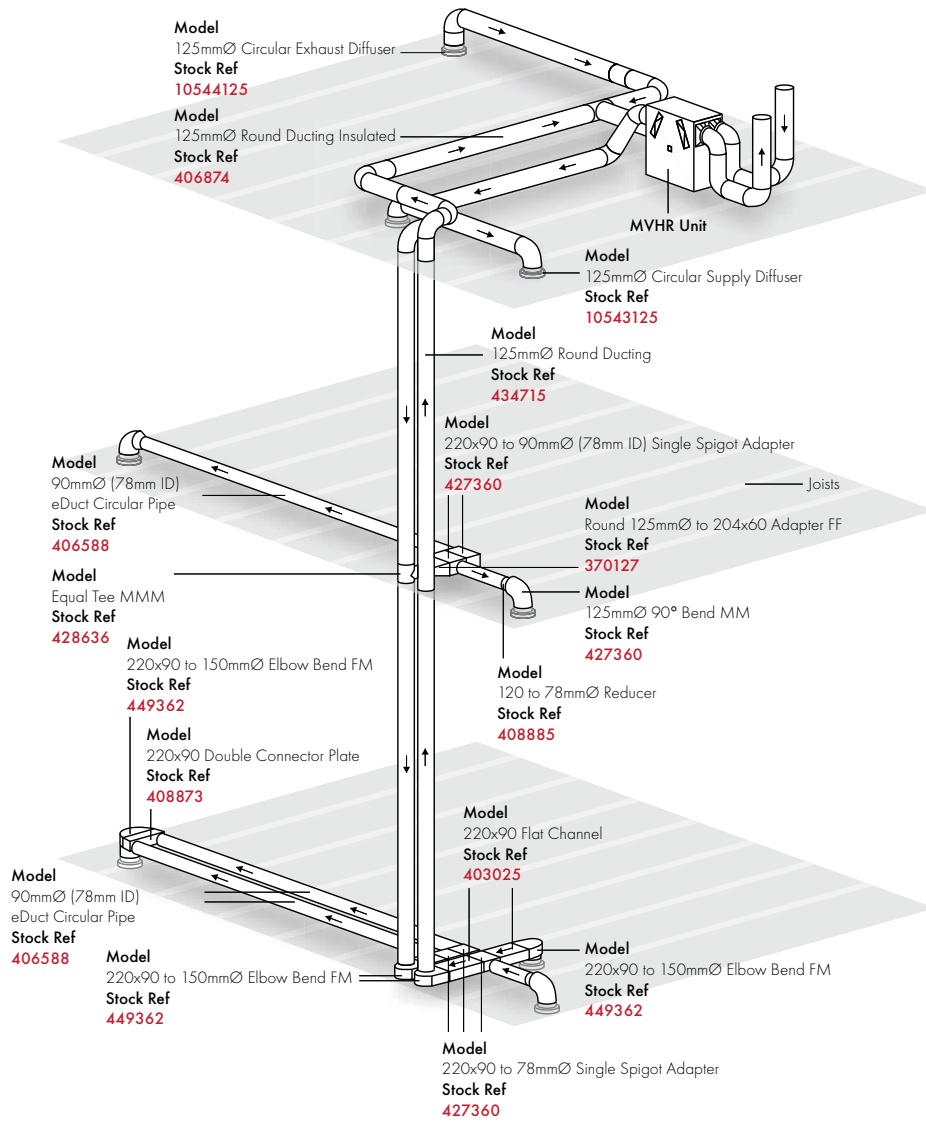 Model
125mmØ Circular Exhaust Diffuser
Stock Ref
10544125
Model
125mmØ Round Ducting Insulated
Stock Ref
406874
MVHR Unit
Model
125mmØ Circular Supply Diffuser
Stock Ref
10543125
Model
125mmØ Round Ducting
Stock Ref
434715
Model
220x90 to 90mmØ (78mm ID) Single Spigot Adapter
Stock Ref
427360
Model
90mmØ (78mm ID)
eDuct Circular Pipe
Stock Ref
406588
Joists
Model
Round 125mmØ to 204x60 Adapter FF
Stock Ref
370127
Model
Equal Tee MMM
Stock Ref
428636
Model
125mmØ 90° Bend MM
Stock Ref
427360
Model
220x90 to 150mmØ Elbow Bend FM
Stock Ref
449362
Model
120 to 78mmØ Reducer
Stock Ref
408885
Model
220x90 Double Connector Plate
Stock Ref
408873
Model
220x90 Flat Channel
Stock Ref
403025
Model
90mmØ (78mm ID)
eDuct Circular Pipe
Stock Ref
406588
Model
220x90 to 150mmØ Elbow Bend FM
Stock Ref
449362
Model
220x90 to 150mmØ Elbow Bend FM
Stock Ref
449362
Model
220x90 to 78mmØ Single Spigot Adapter
Stock Ref
427360